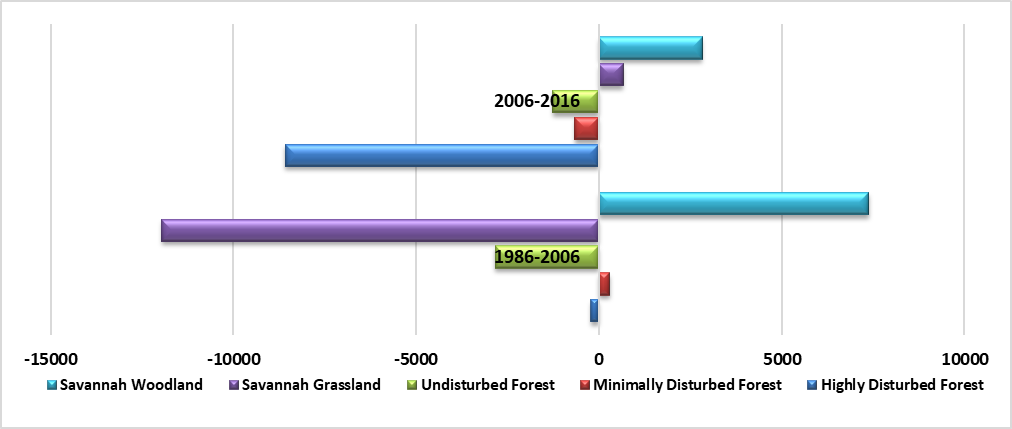 2006-2016
1986-2006
-15000 -10000 -5000 0 5000 10000
Savannah Woodland Savannah Grassland Undisturbed Forest Minimally Disturbed Forest Highly Disturbed Forest